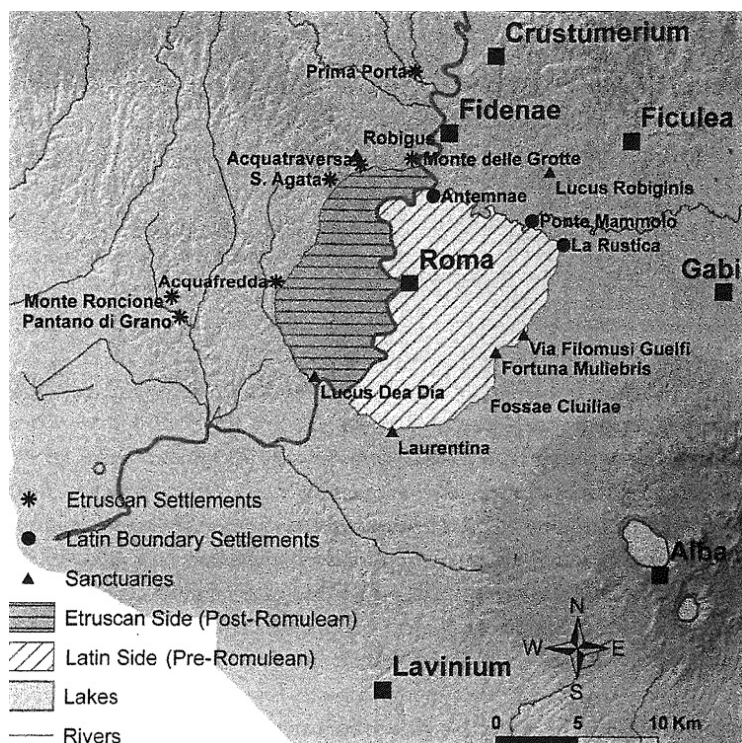 Crustumerium
Prima Porta
Fidenae
Ficulea
Robigus
Acquatraversa
Monte delle Grotte
S. Agata
Lucus Robiginis
Antemnae
Ponte Mammolo
La Rustica
Roma
Gabi
Acquafredda
Monte Roncione
Pantano di Grano
Via Filomusi Guelfi
Fortuna Muliebris
Lucus Dea Dia
Fossae Cluiliae
Laurentina
Etruscan Settlements
Latin Boundary Settlements
Alba
Sanctuaries
N
Etruscan Side (Post-Romulean)
W E
Latin Side (Pre-Romulean)
S
Lavinium
Lakes
0 5 10 Km
Rivers